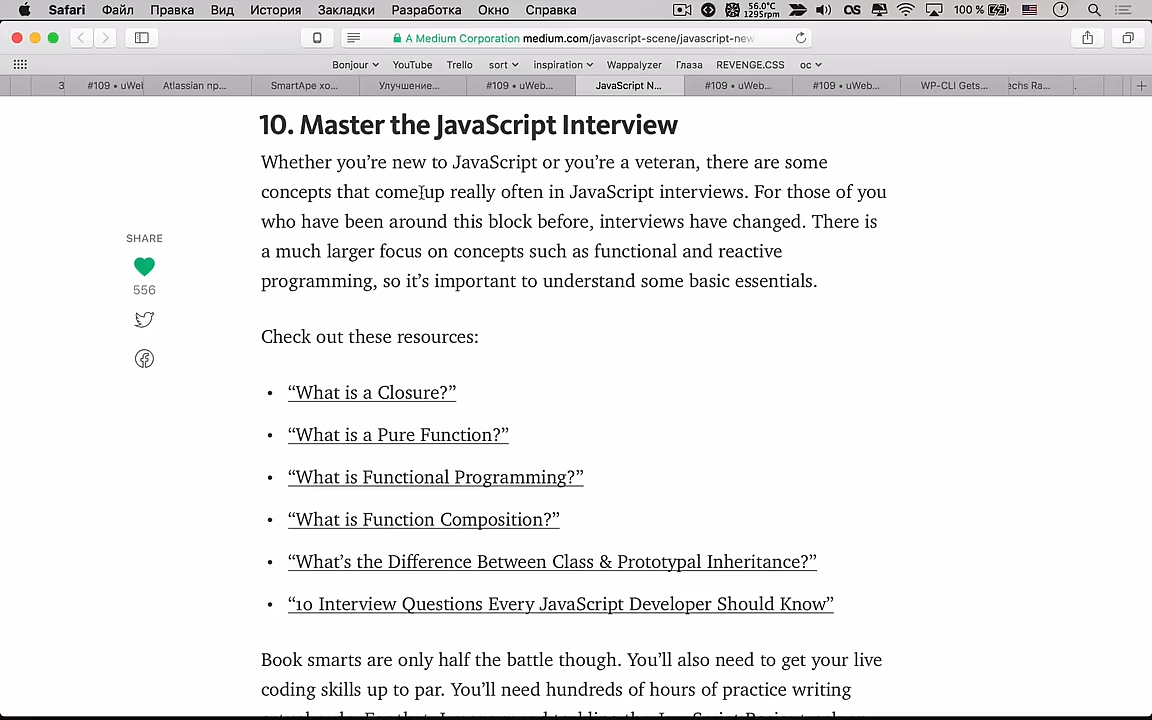 Safari Файл Правка Вид История Закладки Разработка Окно Справка 56.0°C 1295rpm 100 %
A Medium Corporation medium.com/javascript-scene/javascript-new
Bonjour YouTube Trello sort inspiration Wappalyzer Глаза REVENGE.CSS ос
3 #109 • uWel Atlassian пр... SmartApe хо... Улучшение... #109 • uWeb... JavaScript N... #109 • uWeb... #109 • uWeb... WP-CLI Gets... echs Ra...
10. Master the JavaScript Interview
Whether you’re new to JavaScript or you’re a veteran, there are some
concepts that come up really often in JavaScript interviews. For those of you
who have been around this block before, interviews have changed. There is
a much larger focus on concepts such as functional and reactive
programming, so it’s important to understand some basic essentials.
SHARE
556
Check out these resources:
• “What is a Closure?”
• “What is a Pure Function?”
• “What is Functional Programming?”
• “What is Function Composition?”
• “What’s the Difference Between Class & Prototypal Inheritance?”
• “10 Interview Questions Every JavaScript Developer Should Know”
Book smarts are only half the battle though. You’ll also need to get your live
coding skills up to par. You’ll need hundreds of hours of practice writing